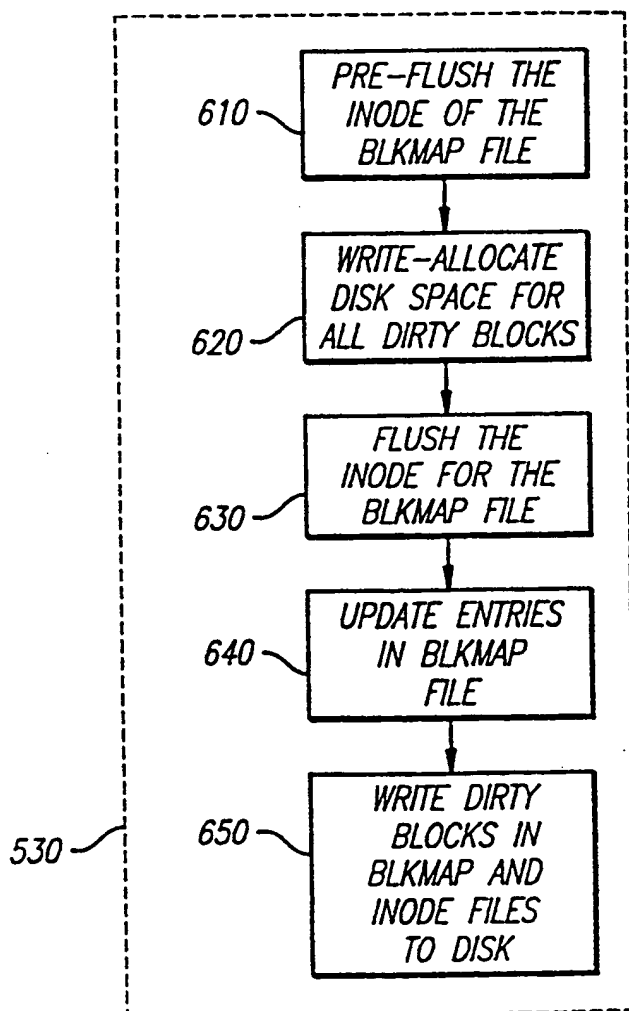 610
PRE-FLUSH THE
INODE OF THE
BLKMAP FILE
620
WRITE-ALLOCATE
DISK SPACE FOR
ALL DIRTY BLOCKS
630
FLUSH THE
INODE FOR THE
BLKMAP FILE
640
UPDATE ENTRIES
IN BLKMAP
FILE
530
650
WRITE DIRTY
BLOCKS IN
BLKMAP AND
INODE FILES
TO DISK